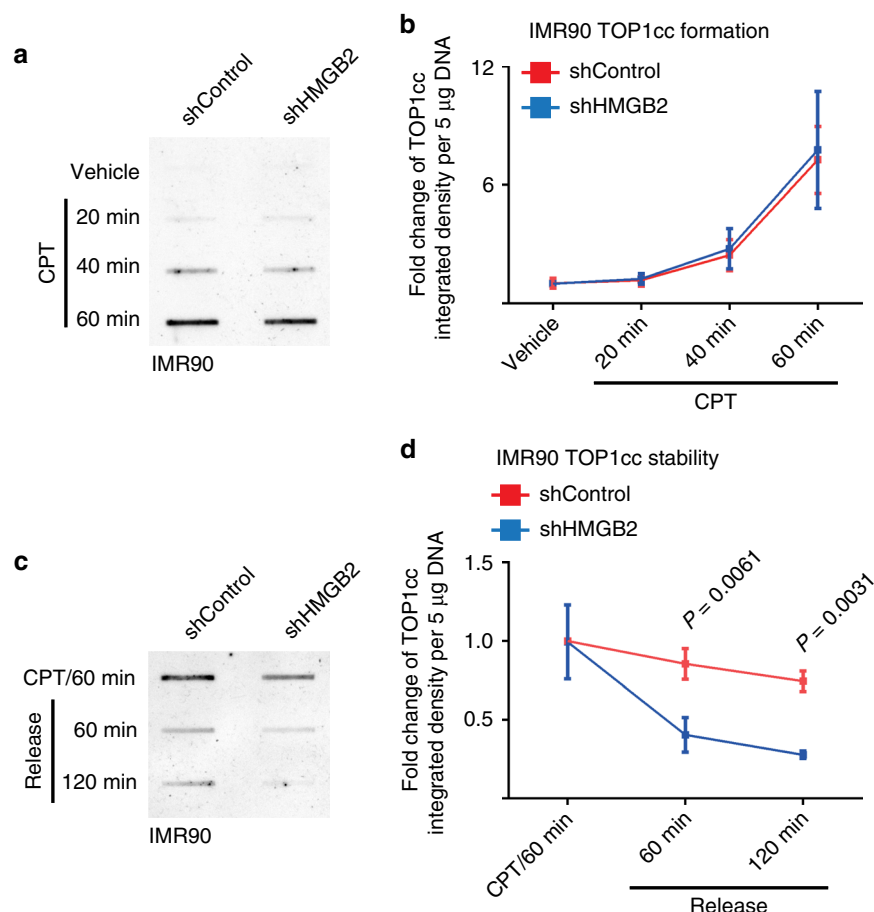 a
shControl
shHMGB2
Vehicle
20 min
40 min
60 min
CPT
IMR90
b
IMR90 TOP1cc formation
shControl
shHMGB2
Fold change of TOP1cc
integrated density per 5 μg DNA
12
6
Vehicle
20 min
40 min
60 min
CPT
c
shControl
shHMGB2
CPT/60 min
60 min
120 min
Release
IMR90
d
IMR90 TOP1cc stability
shControl
shHMGB2
Fold change of TOP1cc
integrated density per 5 μg DNA
1.5
1.0
0.5
P = 0.0061
P = 0.0031
CPT/60 min
60 min
120 min
Release